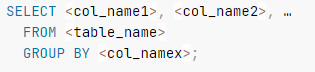 SELECT <col_name1>, <col_name2>, …
FROM <table_name>
GROUP BY <col_namex>;